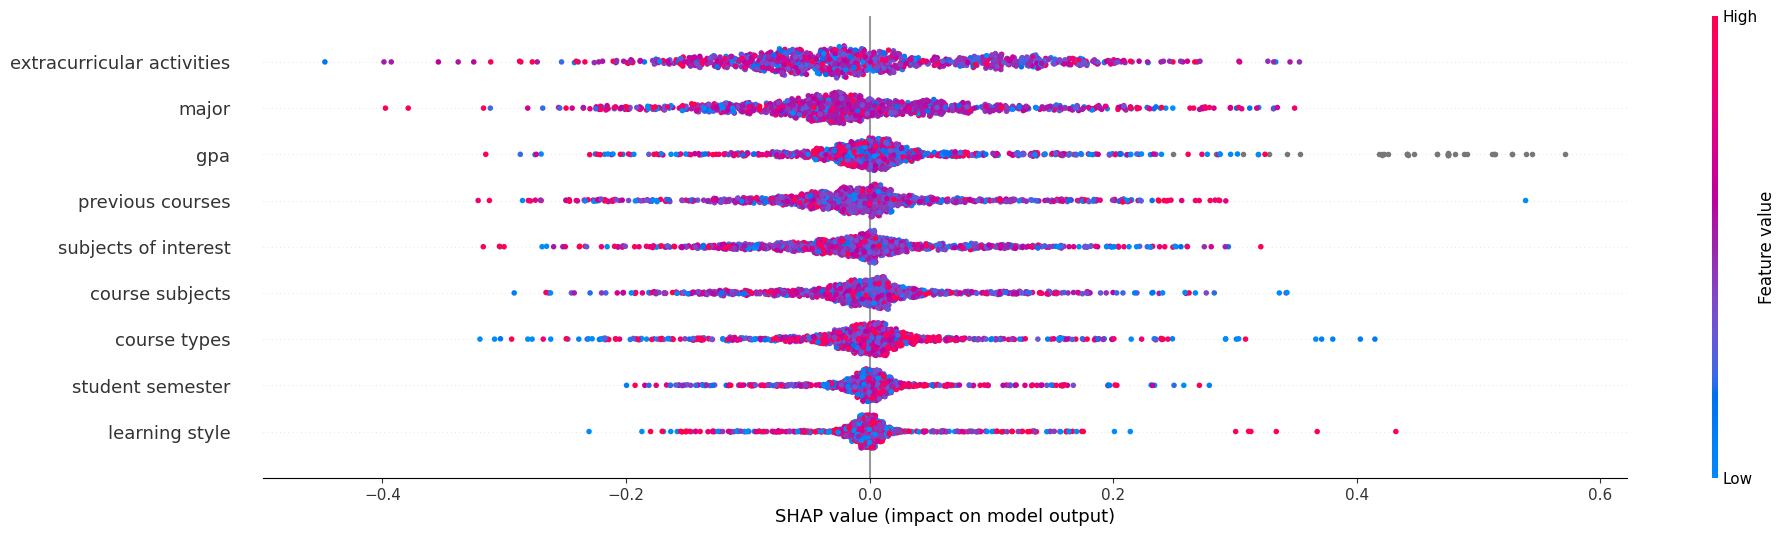 High
extracurricular activities
major
gpa
previous courses
subjects of interest
course subjects
course types
student semester
learning style
Feature value
Low
−0.4 −0.2 0.0 0.2 0.4 0.6
SHAP value (impact on model output)